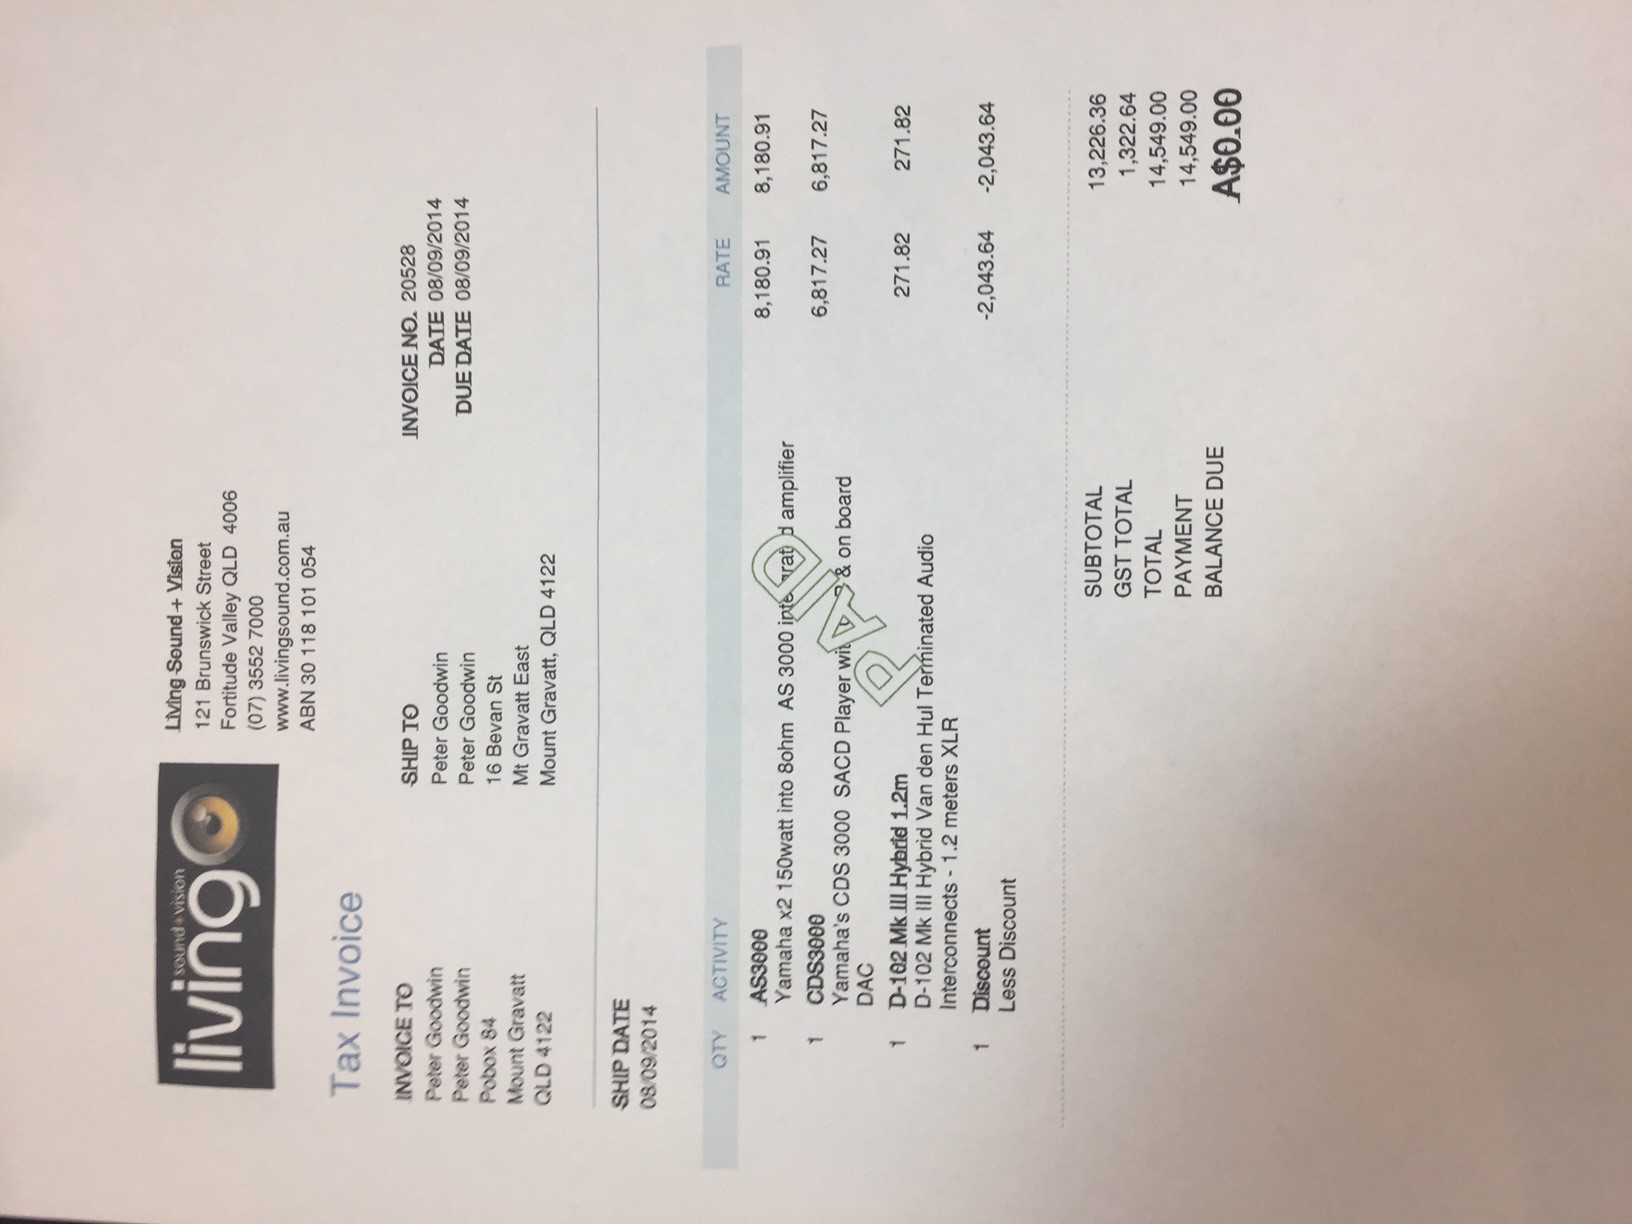 living
sound+vision
Living Sound + Vision
121 Brunswick Street
Fortitude Valley QLD 4006
(07) 3552 7000
www.livingsound.com.au
ABN 30 118 101 054
Tax Invoice
INVOICE TO
Peter Goodwin
Peter Goodwin
Pobox 84
Mount Gravatt
QLD 4122
SHIP TO
Peter Goodwin
Peter Goodwin
16 Bevan St
Mt Gravatt East
Mount Gravatt, QLD 4122
INVOICE NO. 20528
DATE 08/09/2014
DUE DATE 08/09/2014
SHIP DATE
08/09/2014
QTY ACTIVITY RATE AMOUNT
1 AS3000 8,180.91 8,180.91
Yamaha x2 150watt into 8ohm AS 3000 integrated amplifier
1 CDS3000 6,817.27 6,817.27
Yamaha's CDS 3000 SACD Player & on board
DAC
1 D-102 Mk III Hybrid 1.2m 271.82 271.82
D-102 Mk III Hybrid Van den Hul Terminated Audio
Interconnects - 1.2 meters XLR
1 Discount -2,043.64 -2,043.64
Less Discount
PAID
SUBTOTAL 13,226.36
GST TOTAL 1,322.64
TOTAL 14,549.00
PAYMENT 14,549.00
BALANCE DUE A$0.00